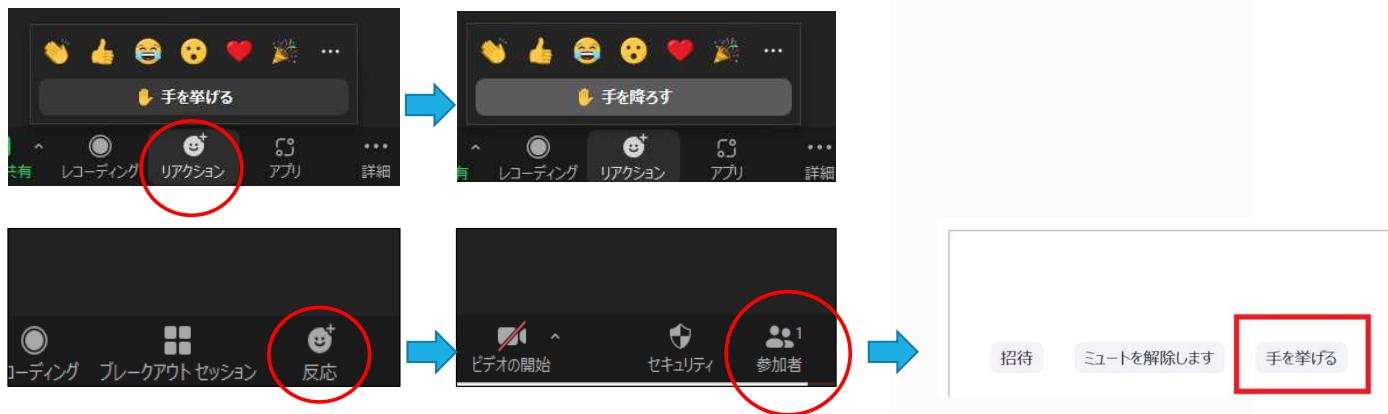 手を挙げる
共有 レコーディング リアクション アプリ 詳細
手を降ろす
有 レコーディング リアクション アプリ 詳細
コーディング ブレークアウト セッション 反応
ビデオの開始 セキュリティ 1 参加者
招待 ミュートを解除します 手を挙げる